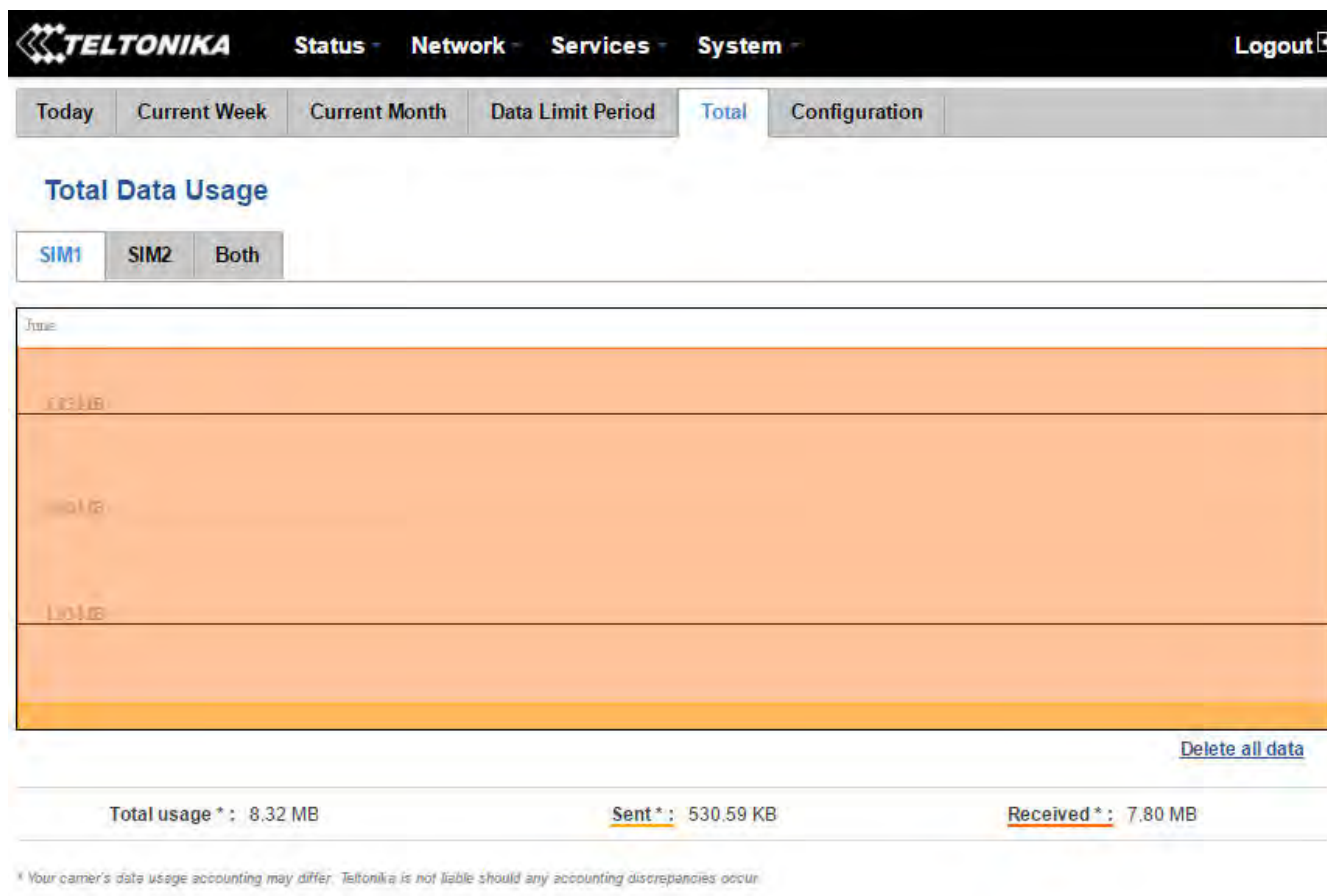 TELTONIKA Status Network Services System Logout
Today Current Week Current Month Data Limit Period Total Configuration
Total Data Usage
SIM1 SIM2 Both
June
Delete all data
Total usage * : 8.32 MB Sent * : 530.59 KB Received * : 7.80 MB
* Your carrier's data usage accounting may differ. Teltonika is not liable should any accounting discrepancies occur.